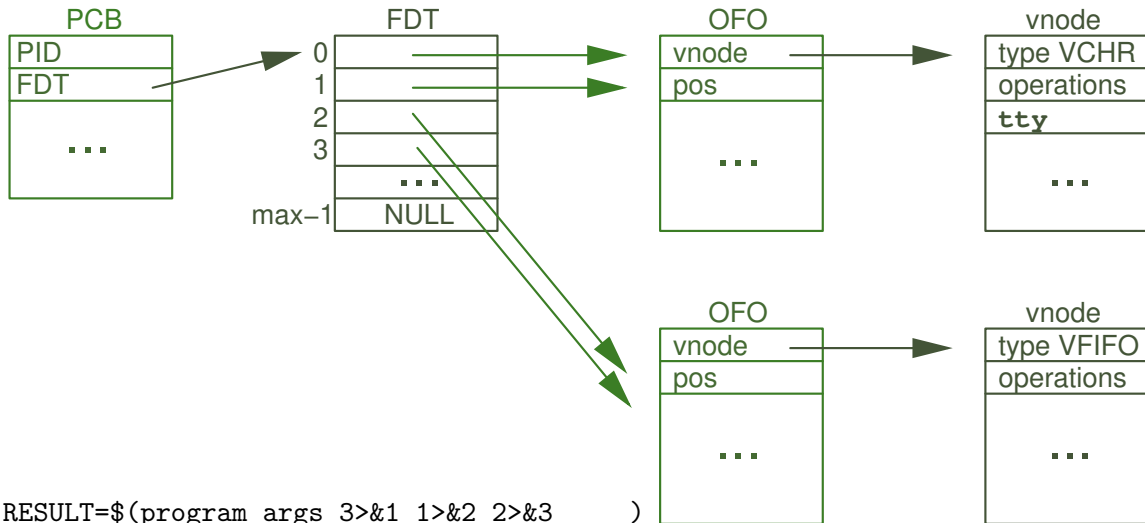 PCB FDT OFO vnode
PID 0 vnode type VCHR
FDT 1 pos operations
2 tty
... 3 ... ...
...
max−1 NULL
OFO vnode
vnode type VFIFO
pos operations
... ...
RESULT=$(program args 3>&1 1>&2 2>&3 )